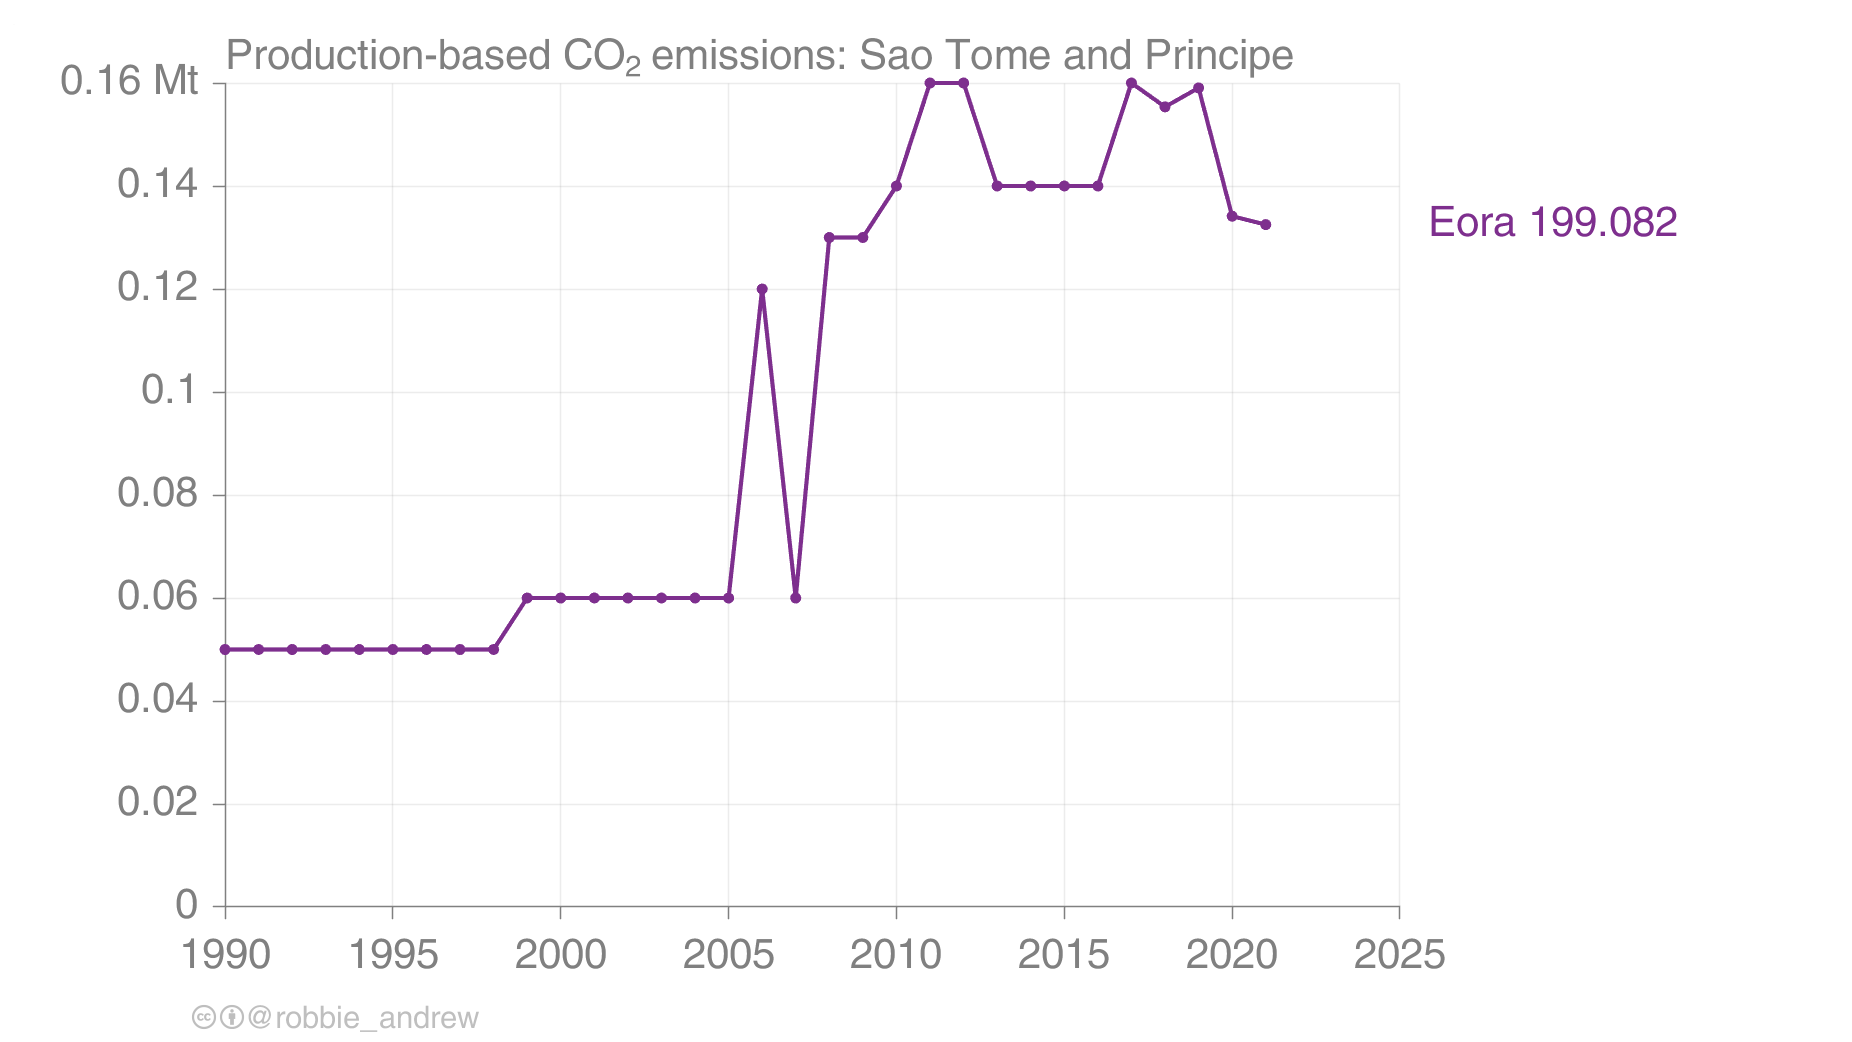 Production-based CO₂ emissions: Sao Tome and Principe
0.16 Mt
0.14
0.12
0.1
0.08
0.06
0.04
0.02
0
1990 1995 2000 2005 2010 2015 2020 2025
Eora 199.082
@robbie_andrew